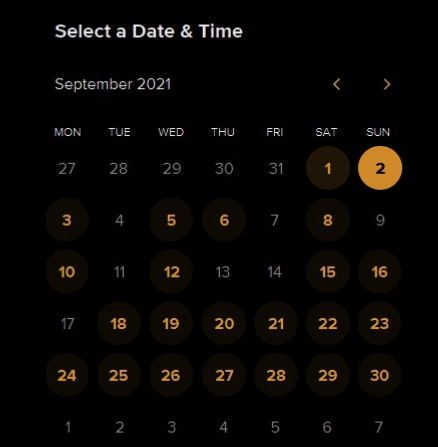 Select a Date & Time
September 2021
MON TUE WED THU FRI SAT SUN
27 28 29 30 31 1 2
3 4 5 6 7 8 9
10 11 12 13 14 15 16
17 18 19 20 21 22 23
24 25 26 27 28 29 30
1 2 3 4 5 6 7